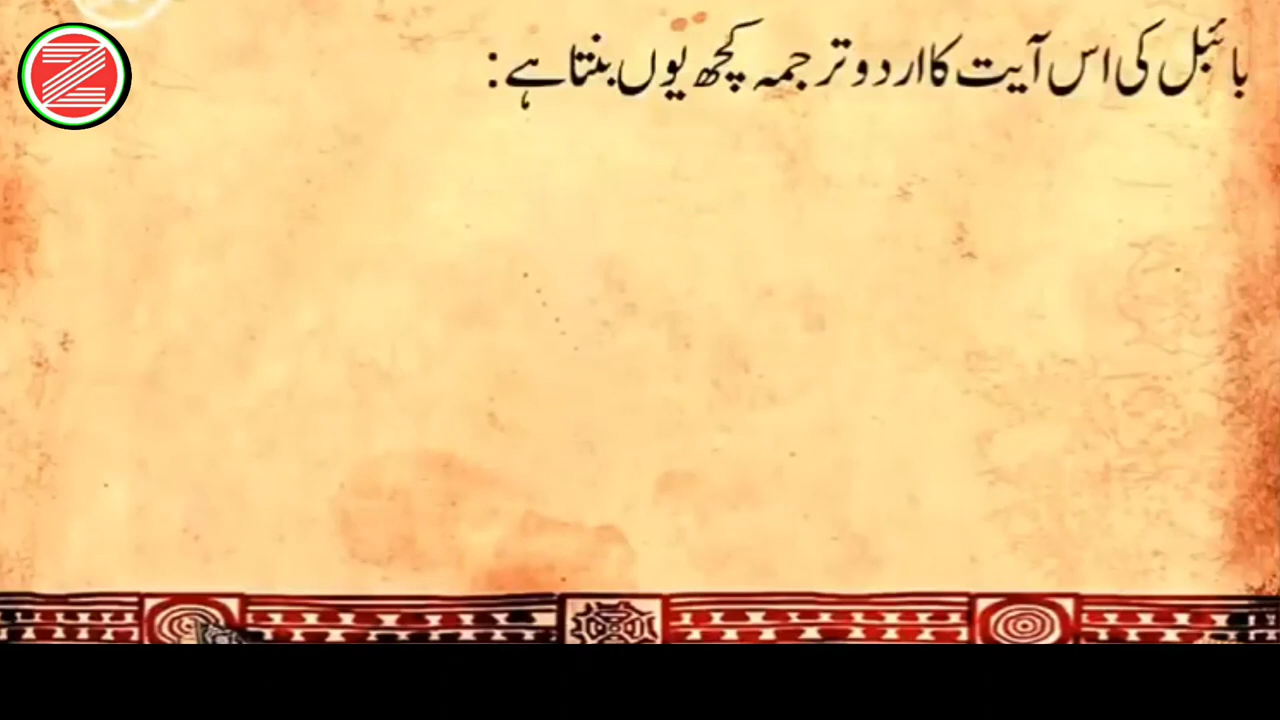 بائبل کی اس آیت کا اردو ترجمہ کچھ یوں بنتا ہے: